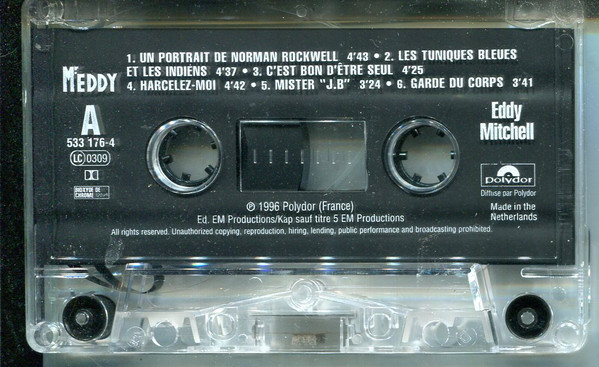 MrEDDY
1. UN PORTRAIT DE NORMAN ROCKWELL 4'43 • 2. LES TUNIQUES BLEUES
ET LES INDIENS 4'37 • 3. C'EST BON D'ÊTRE SEUL 4'25
4. HARCELEZ-MOI 4'42 • 5. MISTER "J.B" 3'24 • 6. GARDE DU CORPS 3'41
A
533 176-4
LC 0309
BIOXYDE DE
CHROME
Eddy
Mitchell
polydor
Diffusé par Polydor
Made in the
Netherlands
℗ 1996 Polydor (France)
Ed. EM Productions/Kap sauf titre 5 EM Productions
All rights reserved. Unauthorized copying, reproduction, hiring, lending, public performance and broadcasting prohibited.